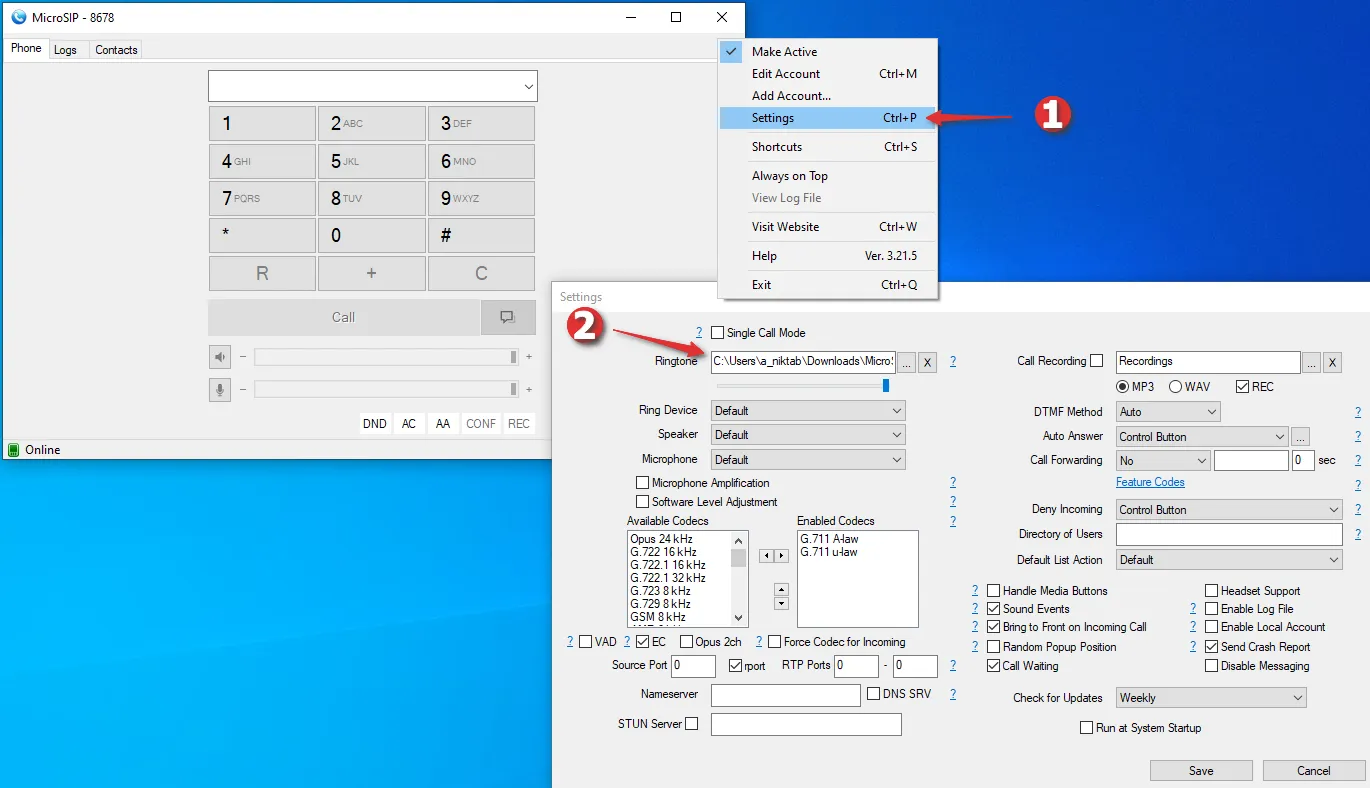 MicroSIP - 8678
Phone Logs Contacts
1
2 ABC
3 DEF
4 GHI
5 JKL
6 MNO
7 PQRS
8 TUV
9 WXYZ
*
0
#
R
+
C
Call
- +
- +
DND AC AA CONF REC
Online
Make Active
Edit Account Ctrl+M
Add Account...
Settings Ctrl+P
Shortcuts Ctrl+S
Always on Top
View Log File
Visit Website Ctrl+W
Help Ver. 3.21.5
Exit Ctrl+Q
1
Settings
2
? Single Call Mode
Ringtone C:\Users\a_niktab\Downloads\Micro ... X ?
Ring Device Default
Speaker Default
Microphone Default
Microphone Amplification ?
Software Level Adjustment ?
Available Codecs Enabled Codecs ?
Opus 24 kHz
G.722 16 kHz
G.722.1 16 kHz
G.722.1 32 kHz
G.723 8 kHz
G.729 8 kHz
GSM 8 kHz
G.711 A-law
G.711 u-law
? VAD ? EC Opus 2ch ? Force Codec for Incoming
Source Port 0 rport RTP Ports 0 - 0 ?
Nameserver DNS SRV ?
STUN Server
Call Recording Recordings ... X
MP3 WAV REC
DTMF Method Auto ?
Auto Answer Control Button ... ?
Call Forwarding No 0 sec ?
Feature Codes ?
Deny Incoming Control Button ?
Directory of Users ?
Default List Action Default
? Handle Media Buttons
? Sound Events
? Bring to Front on Incoming Call
? Random Popup Position
Call Waiting
Headset Support
? Enable Log File
? Enable Local Account
? Send Crash Report
Disable Messaging
Check for Updates Weekly
Run at System Startup
Save Cancel